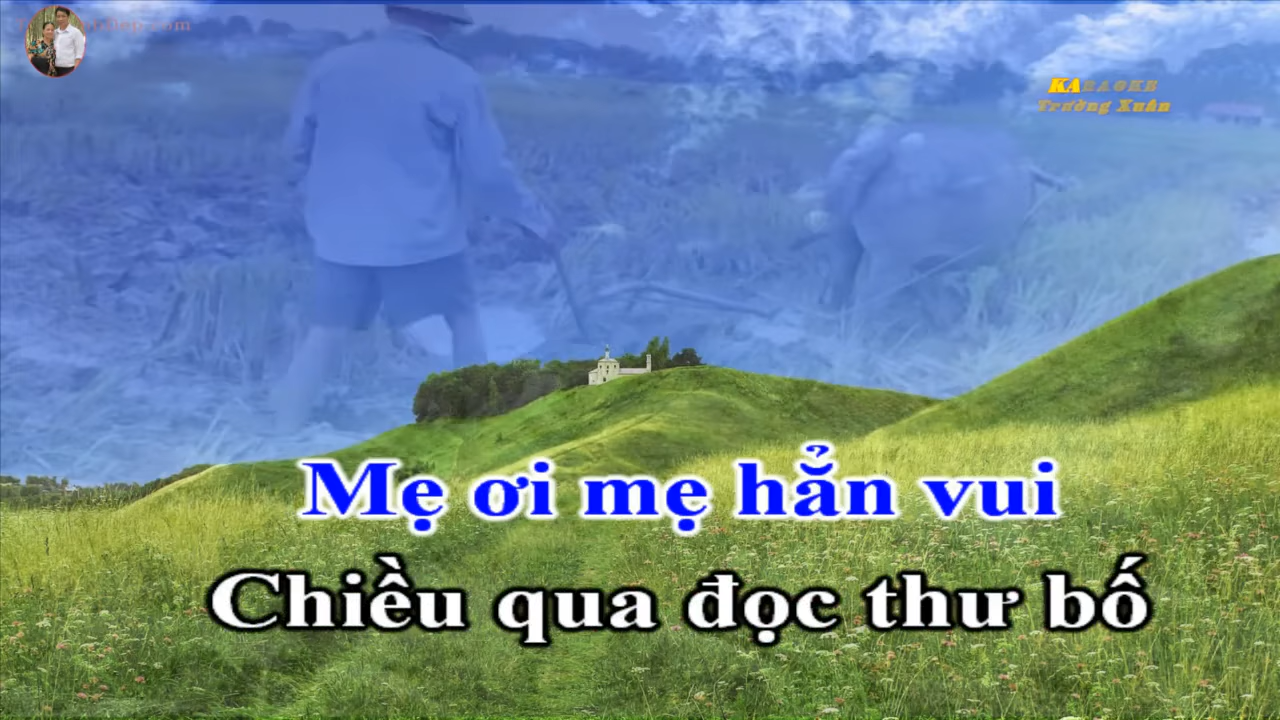 KARAOKE
Trường Xuân
Mẹ ơi mẹ hẳn vui
Chiều qua đọc thư bố